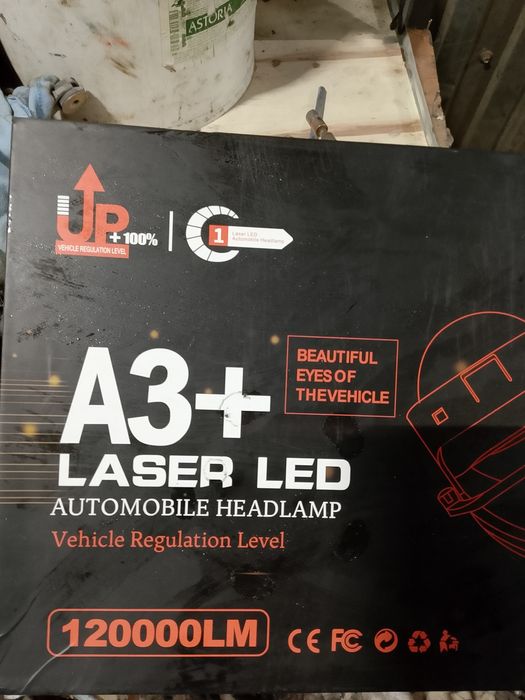 ASTORIA
UP+100%
VEHICLE REGULATION LEVEL
1
Laser LED
Automobile Headlamp
BEAUTIFUL
EYES OF
THEVEHICLE
A3+
LASER LED
AUTOMOBILE HEADLAMP
Vehicle Regulation Level
120000LM
CE FC